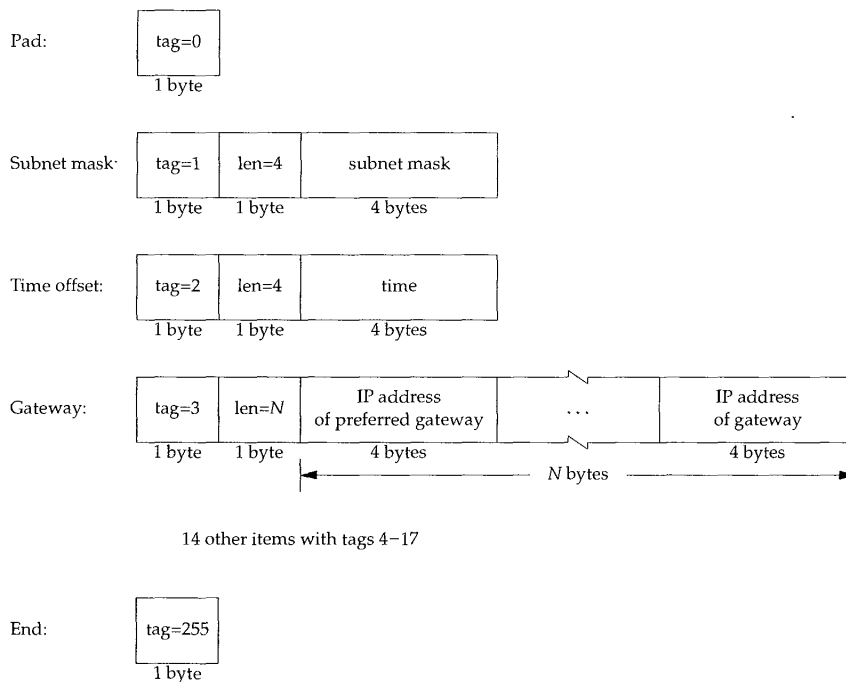 Pad:
tag=0
1 byte
Subnet mask
tag=1
len=4
subnet mask
1 byte
1 byte
4 bytes
Time offset:
tag=2
len=4
time
1 byte
1 byte
4 bytes
Gateway:
tag=3
len=N
IP address
of preferred gateway
...
IP address
of gateway
1 byte
1 byte
4 bytes
4 bytes
N bytes
14 other items with tags 4–17
End:
tag=255
1 byte